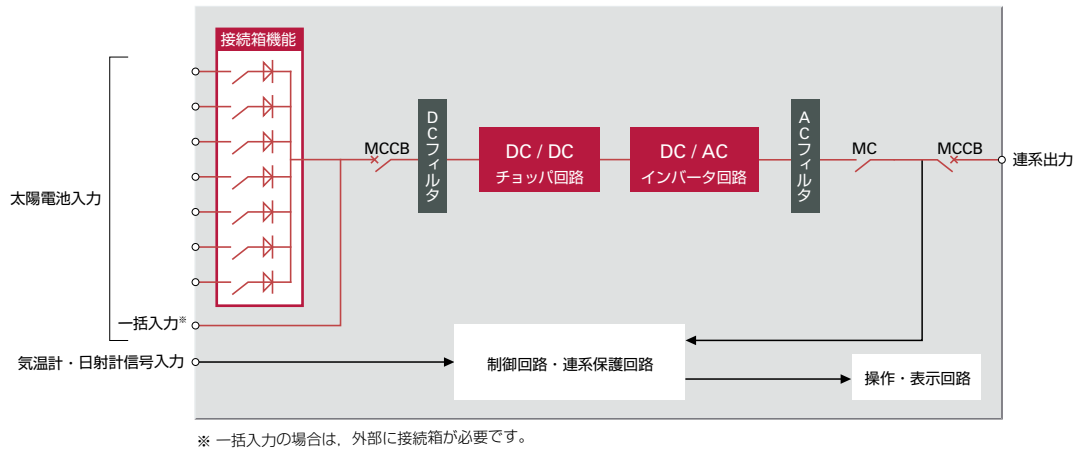 接続箱機能
太陽電池入力
一括入力※
気温計・日射計信号入力
MCCB
DCフィルタ
DC / DC
チョッパ回路
DC / AC
インバータ回路
ACフィルタ
MC
MCCB
連系出力
制御回路・連系保護回路
操作・表示回路
※ 一括入力の場合は，外部に接続箱が必要です。